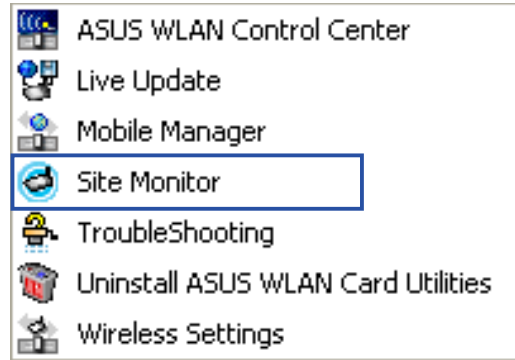 ASUS WLAN Control Center
Live Update
Mobile Manager
Site Monitor
TroubleShooting
Uninstall ASUS WLAN Card Utilities
Wireless Settings